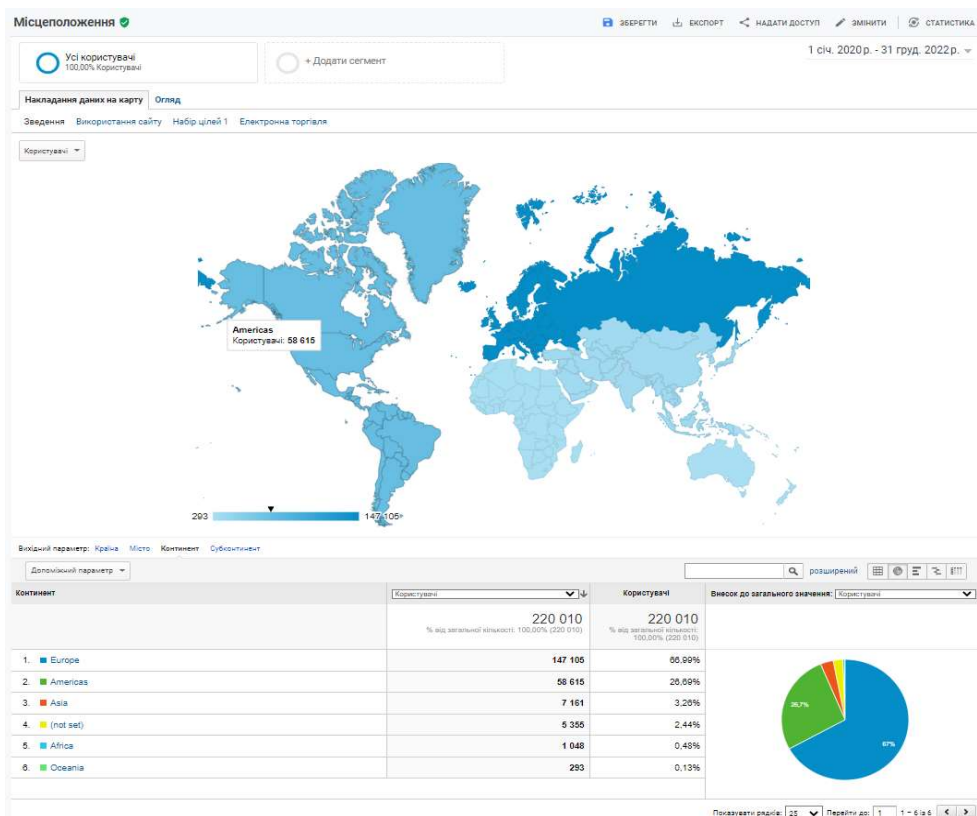 Місцеположення
ЗБЕРЕГТИ ЕКСПОРТ НАДАТИ ДОСТУП ЗМІНИТИ СТАТИСТИКА
Усі користувачі
100,00% Користувачі
+ Додати сегмент
1 січ. 2020 р. - 31 груд. 2022 р.
Накладання даних на карту Огляд
Зведення Використання сайту Набір цілей 1 Електронна торгівля
Користувачі
Americas
Користувачі: 58 615
293 147 105
Вихідний параметр: Країна Місто Континент Субконтинент
Допоміжний параметр
розширений
Континент Користувачі Користувачі Внесок до загального значення: Користувачі
220 010 220 010
% від загальної кількості: 100,00% (220 010) % від загальної кількості:
100,00% (220 010)
1. Europe 147 105 66,99%
2. Americas 58 615 26,69%
3. Asia 7 161 3,26%
4. (not set) 5 355 2,44%
5. Africa 1 048 0,48%
6. Oceania 293 0,13%
67%
Показувати рядків: 25 Перейти до: 1 1 – 6 із 6